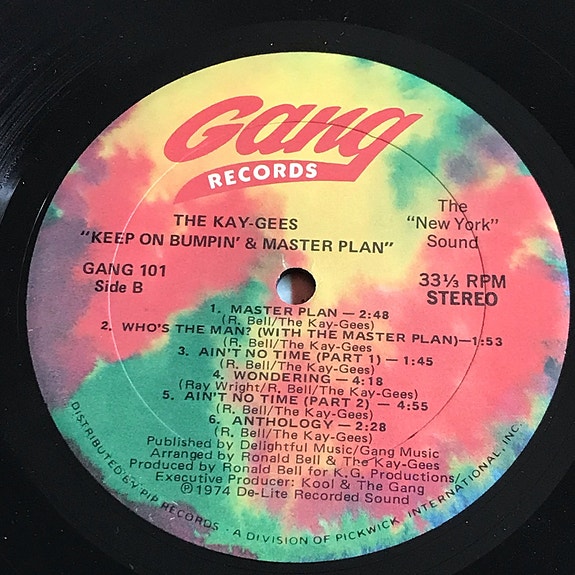 Gang
RECORDS
The
"New York"
Sound
THE KAY-GEES
"KEEP ON BUMPIN' & MASTER PLAN"
GANG 101
Side B
33⅓ RPM
STEREO
1. MASTER PLAN — 2:48
(R. Bell/The Kay-Gees)
2. WHO'S THE MAN? (WITH THE MASTER PLAN)—1:53
(R. Bell/The Kay-Gees
3. AIN'T NO TIME (PART 1) — 1:45
(R. Bell/The Kay-Gees)
4. WONDERING — 4:18
(Ray Wright/R. Bell/The Kay-Gees)
5. AIN'T NO TIME (PART 2) — 4:55
(R. Bell/The Kay-Gees)
6. ANTHOLOGY — 2:28
(R. Bell/The Kay-Gees)
Published by Delightful Music/Gang Music
Arranged by Ronald Bell & The Kay-Gees
Produced by Ronald Bell for K.G. Productions/
Executive Producer: Kool & The Gang
℗ 1974 De-Lite Recorded Sound
DISTRIBUTED BY PIP RECORDS · A DIVISION OF PICKWICK INTERNATIONAL, INC.